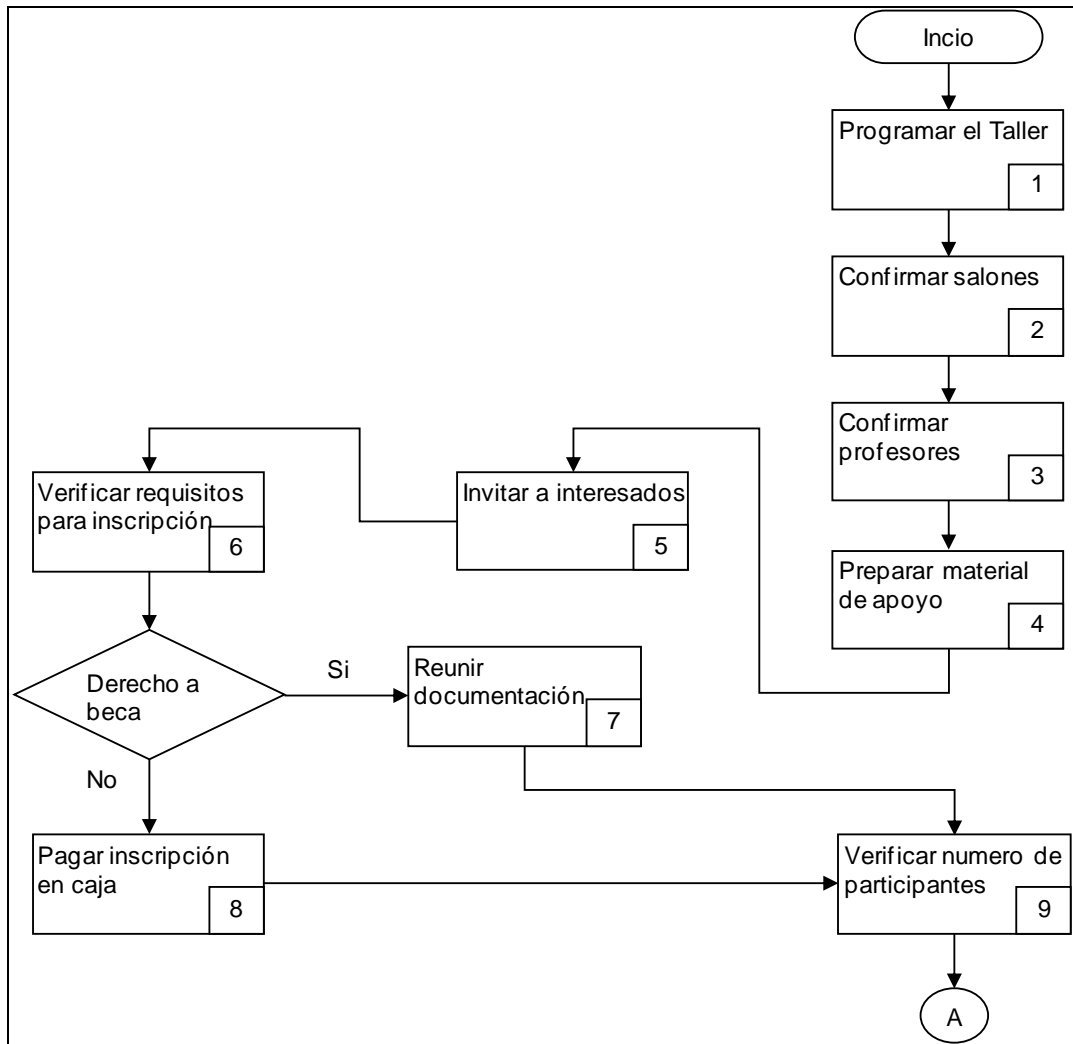 Incio
Programar el Taller
1
Confirmar salones
2
Confirmar
profesores
3
Preparar material
de apoyo
4
Invitar a interesados
5
Verificar requisitos
para inscripción
6
Derecho a
beca
Si
Reunir
documentación
7
No
Pagar inscripción
en caja
8
Verificar numero de
participantes
9
A